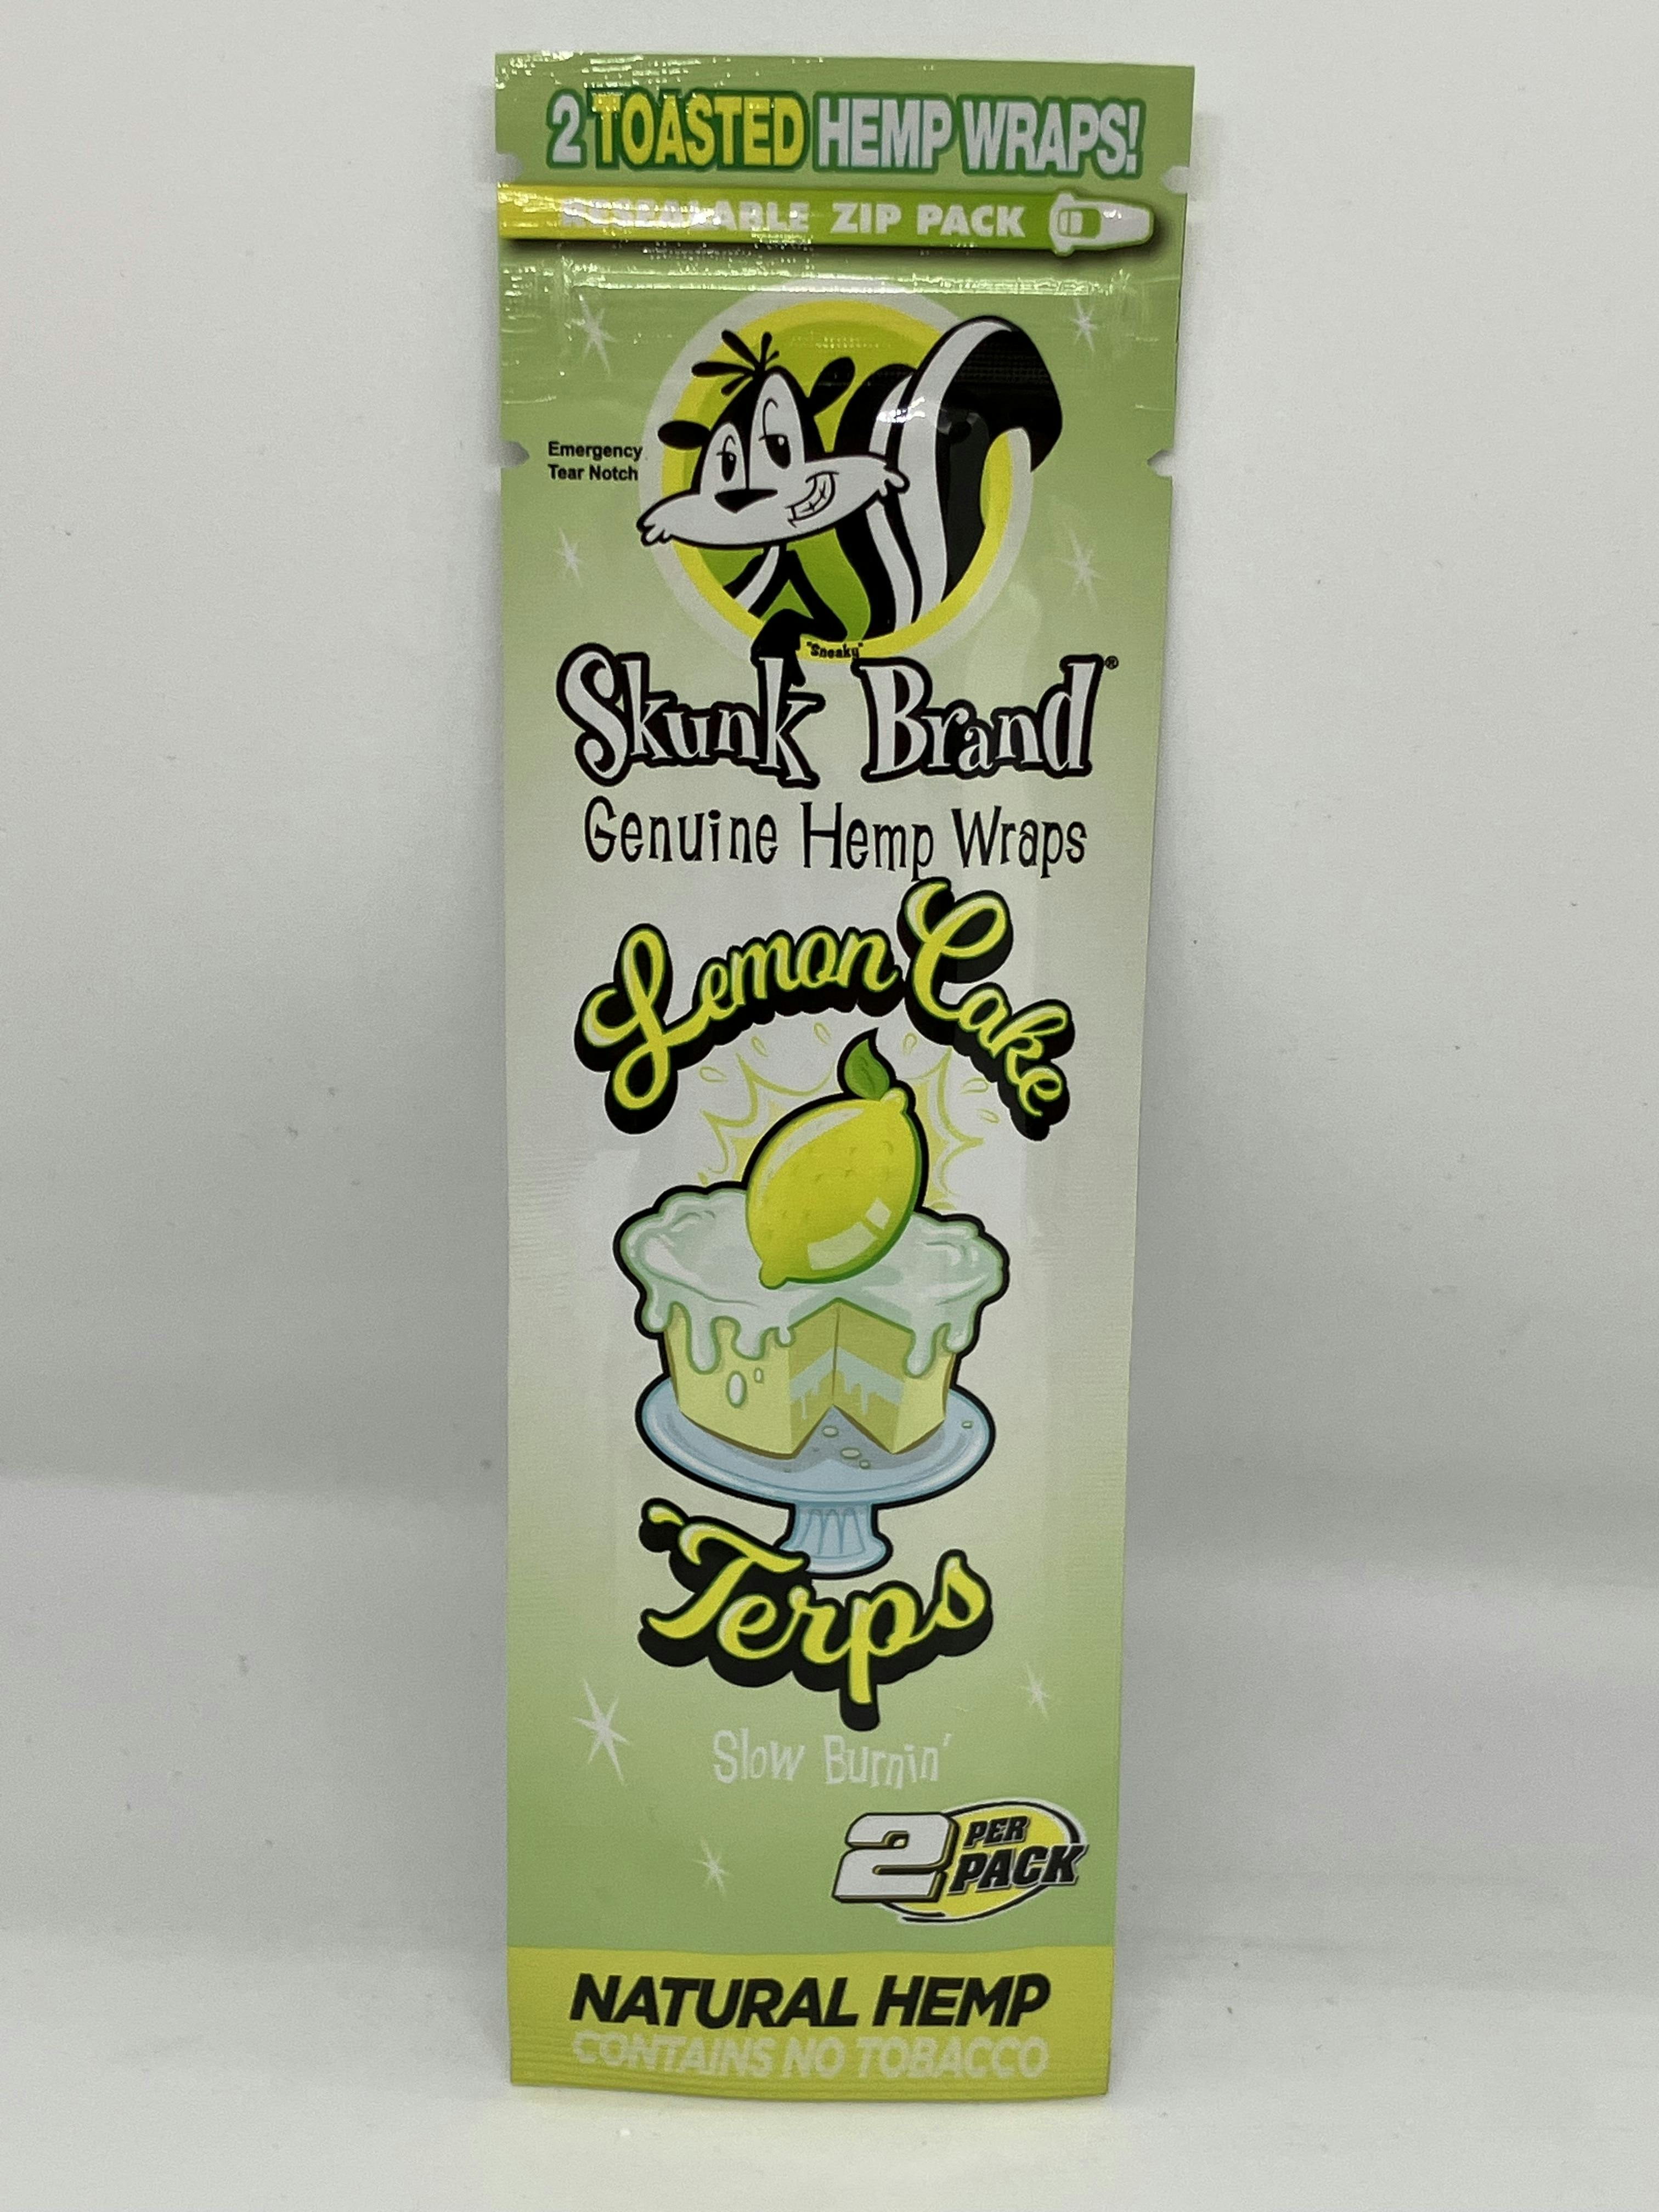 2 TOASTED HEMP WRAPS!
RESEALABLE ZIP PACK
Emergency
Tear Notch
"Sneaky"
Skunk Brand®
Genuine Hemp Wraps
Lemon Cake
Terps
Slow Burnin'
2 PER
PACK
NATURAL HEMP
CONTAINS NO TOBACCO